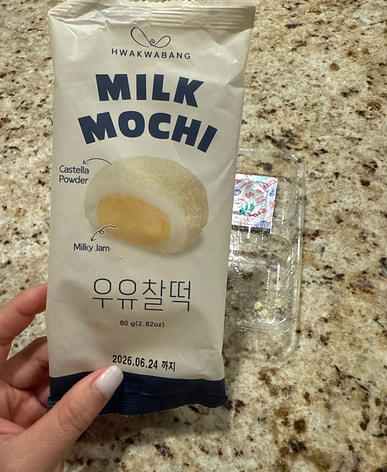 HWAKWABANG
MILK
MOCHI
Castella
Powder
Milky Jam
우유찰떡
80 g(2.82oz)
2026.06.24 까지